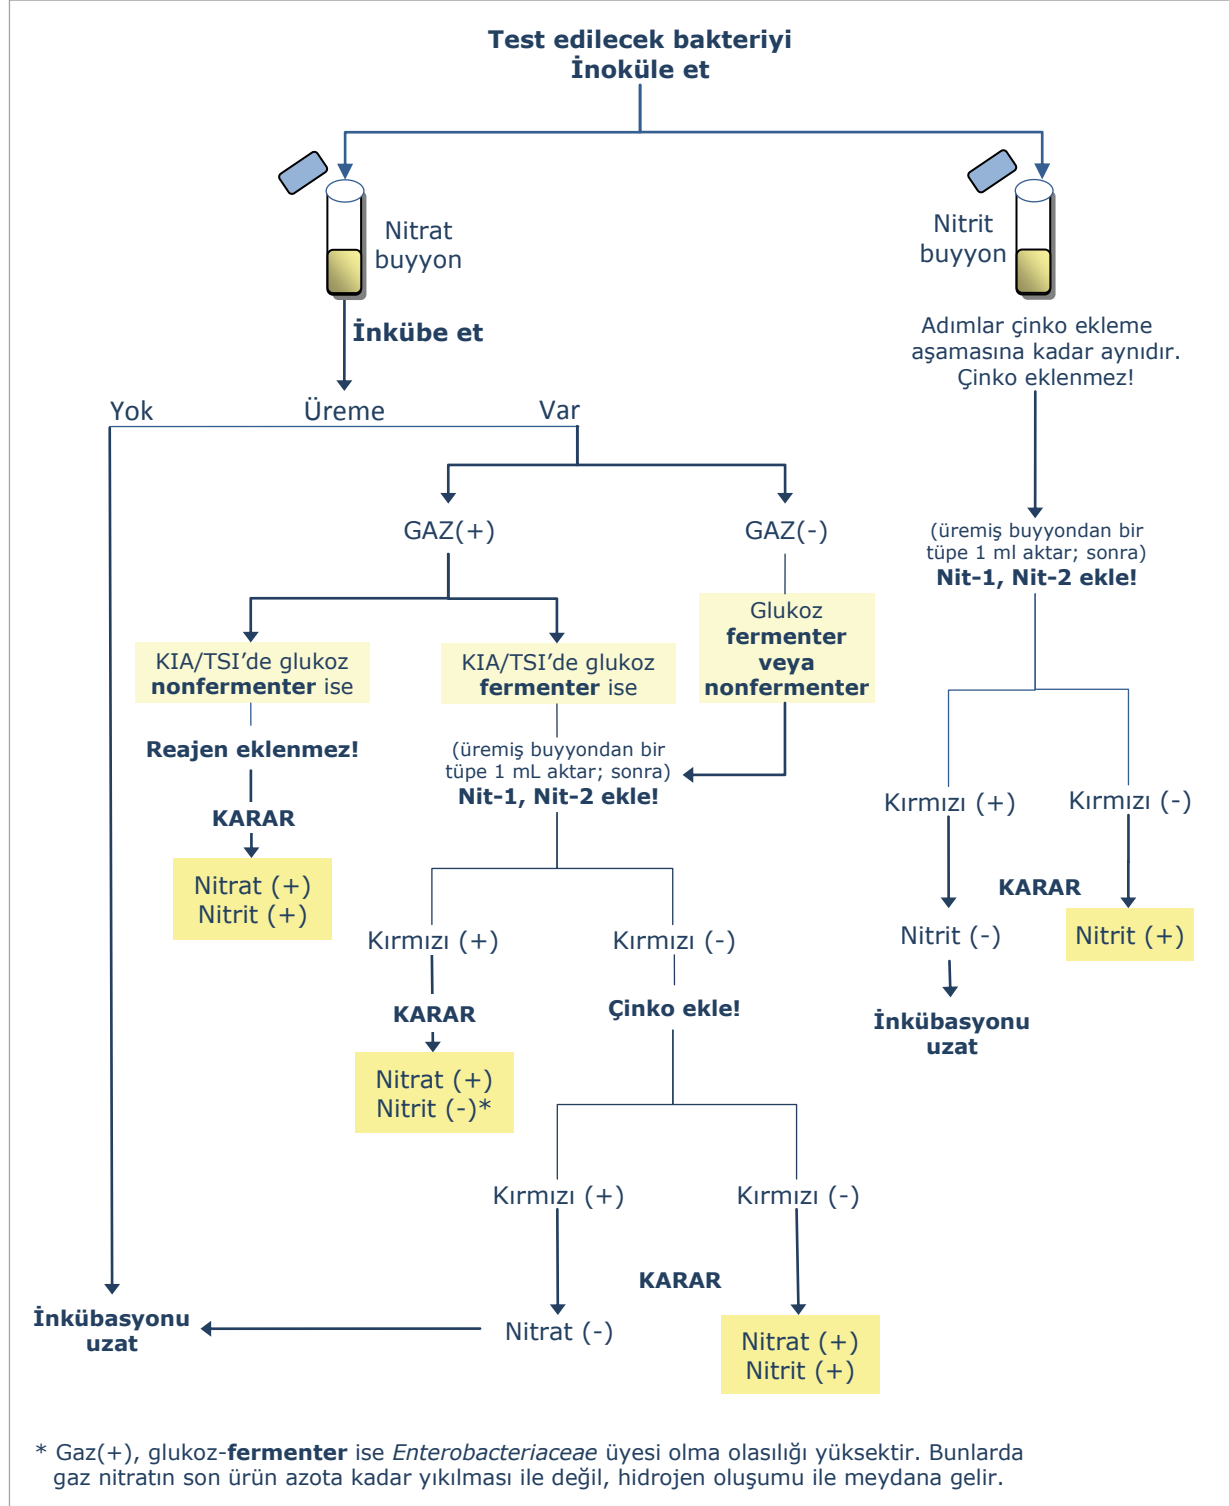 Test edilecek bakteriyi
İnoküle et
Nitrat
buyyon
Nitrit
buyyon
İnkübe et
Adımlar çinko ekleme
aşamasına kadar aynıdır.
Çinko eklenmez!
Yok
Üreme
Var
GAZ(+)
GAZ(-)
(üremiş buyyondan bir
tüpe 1 ml aktar; sonra)
Nit-1, Nit-2 ekle!
KIA/TSI’de glukoz
nonfermenter ise
KIA/TSI’de glukoz
fermenter ise
Glukoz
fermenter
veya
nonfermenter
Reajen eklenmez!
(üremiş buyyondan bir
tüpe 1 mL aktar; sonra)
Nit-1, Nit-2 ekle!
KARAR
Nitrat (+)
Nitrit (+)
Kırmızı (+)
Kırmızı (-)
KARAR
Nitrit (-)
Nitrit (+)
İnkübasyonu
uzat
Kırmızı (+)
Kırmızı (-)
KARAR
Çinko ekle!
Nitrat (+)
Nitrit (-)*
Kırmızı (+)
Kırmızı (-)
KARAR
İnkübasyonu
uzat
Nitrat (-)
Nitrat (+)
Nitrit (+)
* Gaz(+), glukoz-fermenter ise Enterobacteriaceae üyesi olma olasılığı yüksektir. Bunlarda
gaz nitratın son ürün azota kadar yıkılması ile değil, hidrojen oluşumu ile meydana gelir.